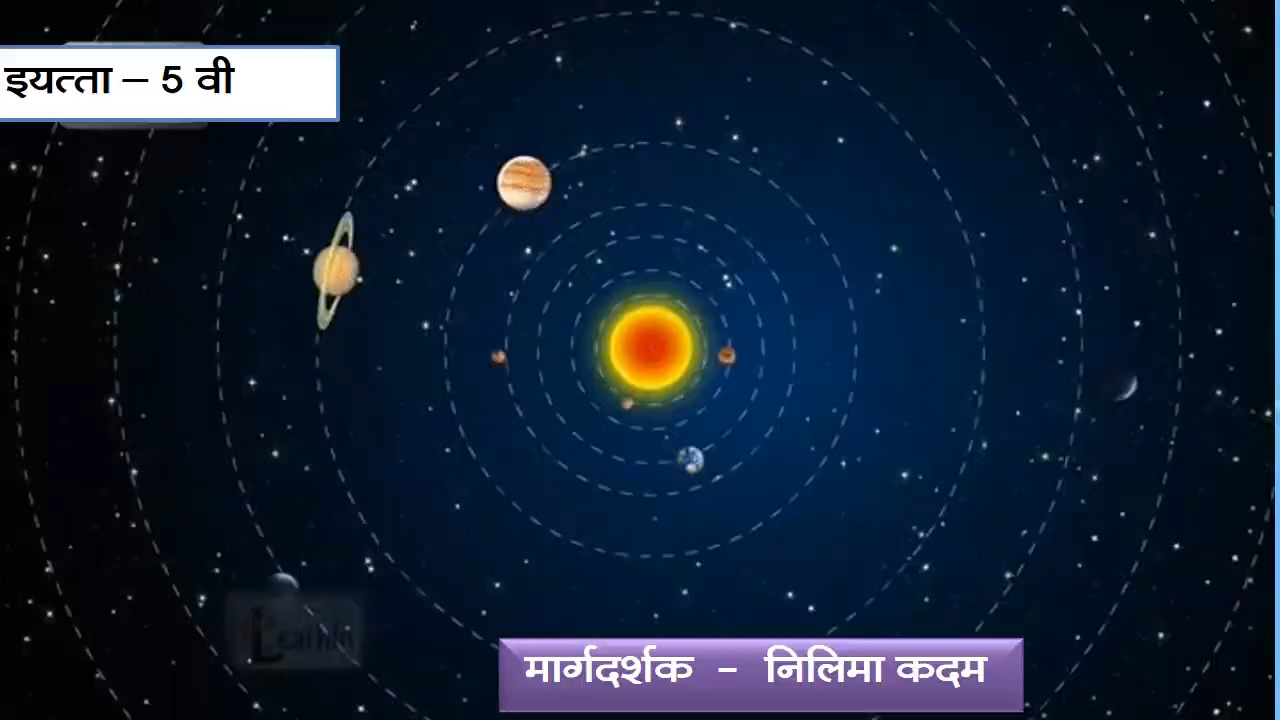 इयत्ता – 5 वी
मार्गदर्शक - निलिमा कदम